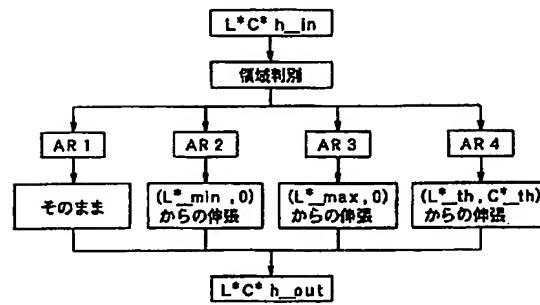 L*C* h_in
領域判別
AR 1
AR 2
AR 3
AR 4
そのまま
(L*_min , 0)
からの伸張
(L*_max , 0)
からの伸張
(L*_th , C*_th)
からの伸張
L*C* h_out